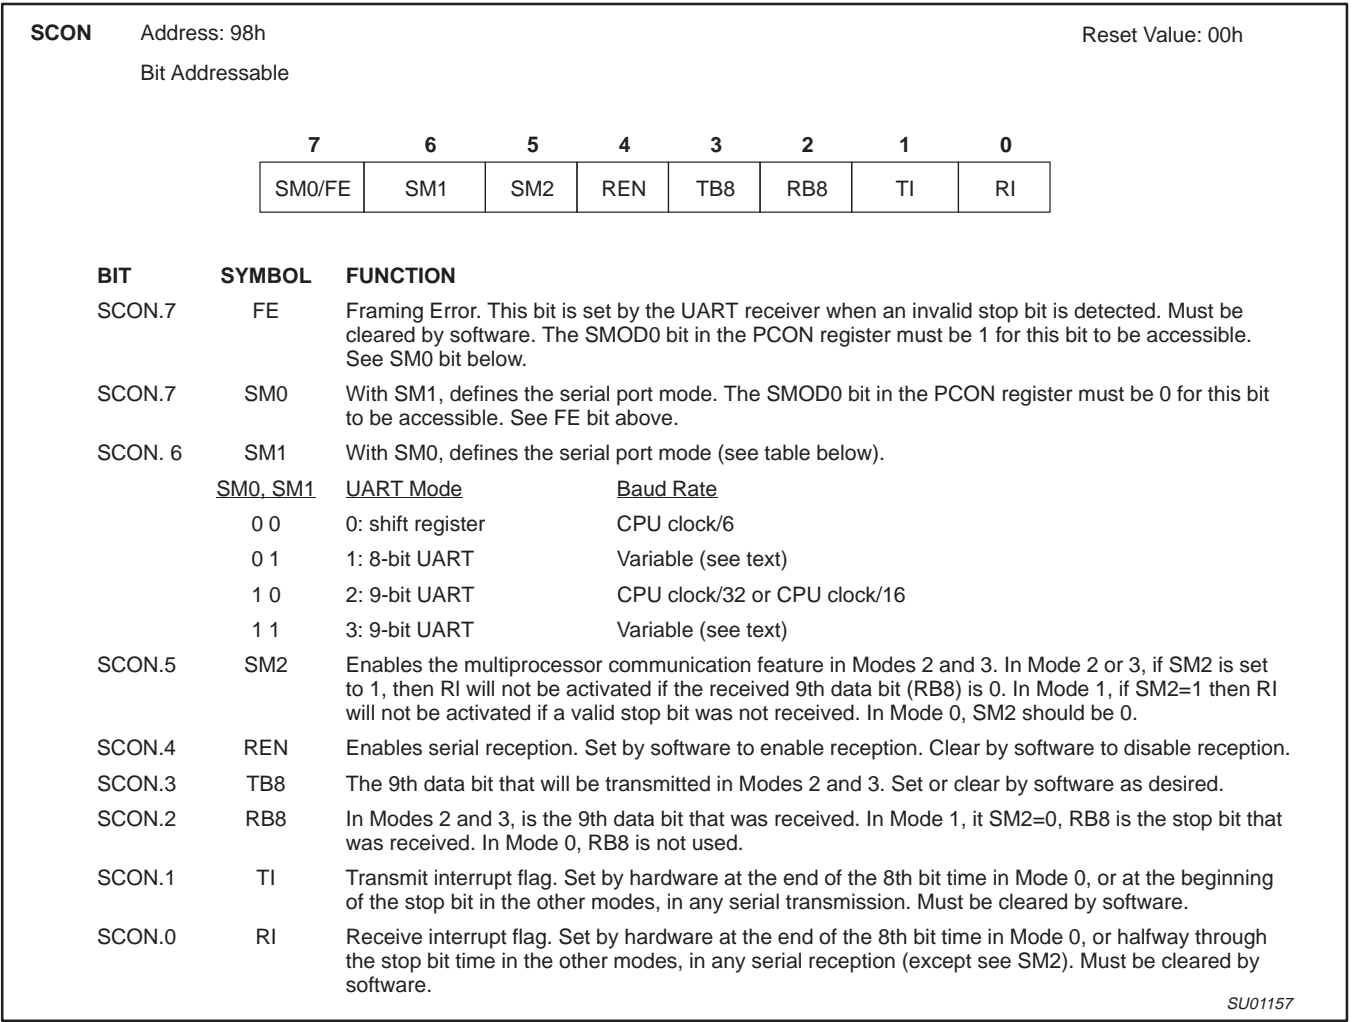 SCON Address: 98h Reset Value: 00h
Bit Addressable
7 6 5 4 3 2 1 0
SM0/FE SM1 SM2 REN TB8 RB8 TI RI
BIT SYMBOL FUNCTION
SCON.7 FE Framing Error. This bit is set by the UART receiver when an invalid stop bit is detected. Must be
cleared by software. The SMOD0 bit in the PCON register must be 1 for this bit to be accessible.
See SM0 bit below.
SCON.7 SM0 With SM1, defines the serial port mode. The SMOD0 bit in the PCON register must be 0 for this bit
to be accessible. See FE bit above.
SCON. 6 SM1 With SM0, defines the serial port mode (see table below).
SM0, SM1 UART Mode Baud Rate
0 0 0: shift register CPU clock/6
0 1 1: 8-bit UART Variable (see text)
1 0 2: 9-bit UART CPU clock/32 or CPU clock/16
1 1 3: 9-bit UART Variable (see text)
SCON.5 SM2 Enables the multiprocessor communication feature in Modes 2 and 3. In Mode 2 or 3, if SM2 is set
to 1, then RI will not be activated if the received 9th data bit (RB8) is 0. In Mode 1, if SM2=1 then RI
will not be activated if a valid stop bit was not received. In Mode 0, SM2 should be 0.
SCON.4 REN Enables serial reception. Set by software to enable reception. Clear by software to disable reception.
SCON.3 TB8 The 9th data bit that will be transmitted in Modes 2 and 3. Set or clear by software as desired.
SCON.2 RB8 In Modes 2 and 3, is the 9th data bit that was received. In Mode 1, it SM2=0, RB8 is the stop bit that
was received. In Mode 0, RB8 is not used.
SCON.1 TI Transmit interrupt flag. Set by hardware at the end of the 8th bit time in Mode 0, or at the beginning
of the stop bit in the other modes, in any serial transmission. Must be cleared by software.
SCON.0 RI Receive interrupt flag. Set by hardware at the end of the 8th bit time in Mode 0, or halfway through
the stop bit time in the other modes, in any serial reception (except see SM2). Must be cleared by
software.
SU01157